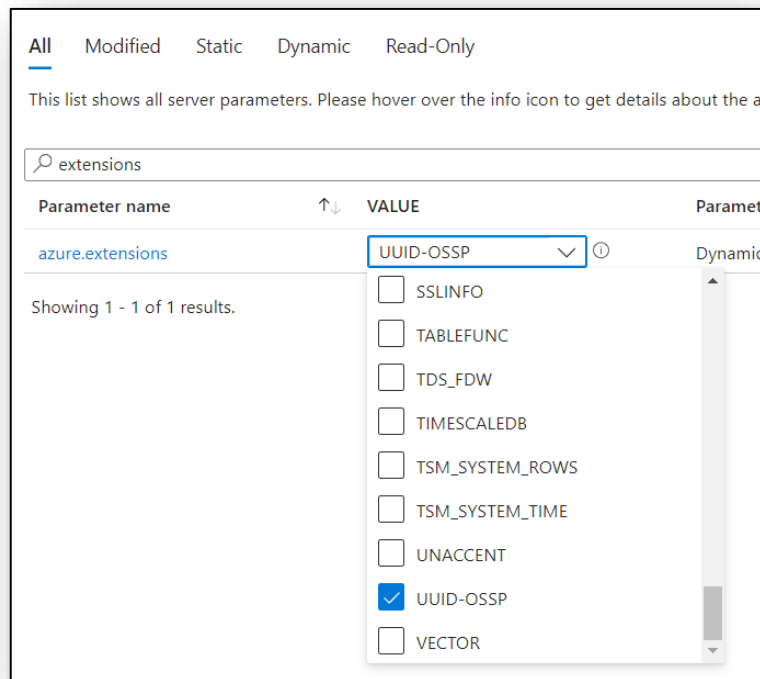 All Modified Static Dynamic Read-Only
This list shows all server parameters. Please hover over the info icon to get details about the a
extensions
Parameter name ↑↓ VALUE Paramet
azure.extensions UUID-OSSP Dynamic
Showing 1 - 1 of 1 results.
SSLINFO
TABLEFUNC
TDS_FDW
TIMESCALEDB
TSM_SYSTEM_ROWS
TSM_SYSTEM_TIME
UNACCENT
UUID-OSSP
VECTOR